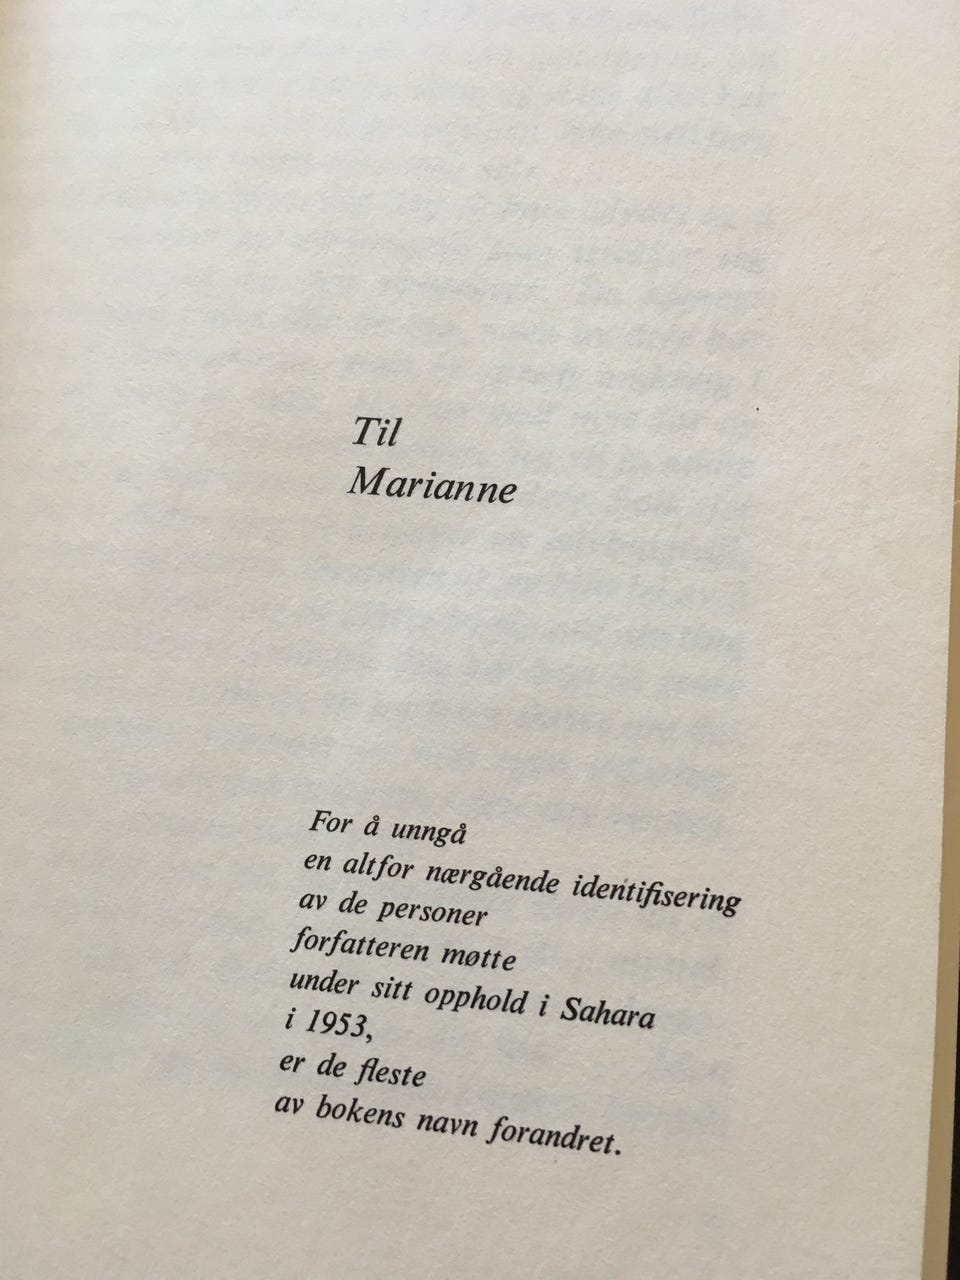 Til
Marianne
For å unngå
en altfor nærgående identifisering
av de personer
forfatteren møtte
under sitt opphold i Sahara
i 1953,
er de fleste
av bokens navn forandret.